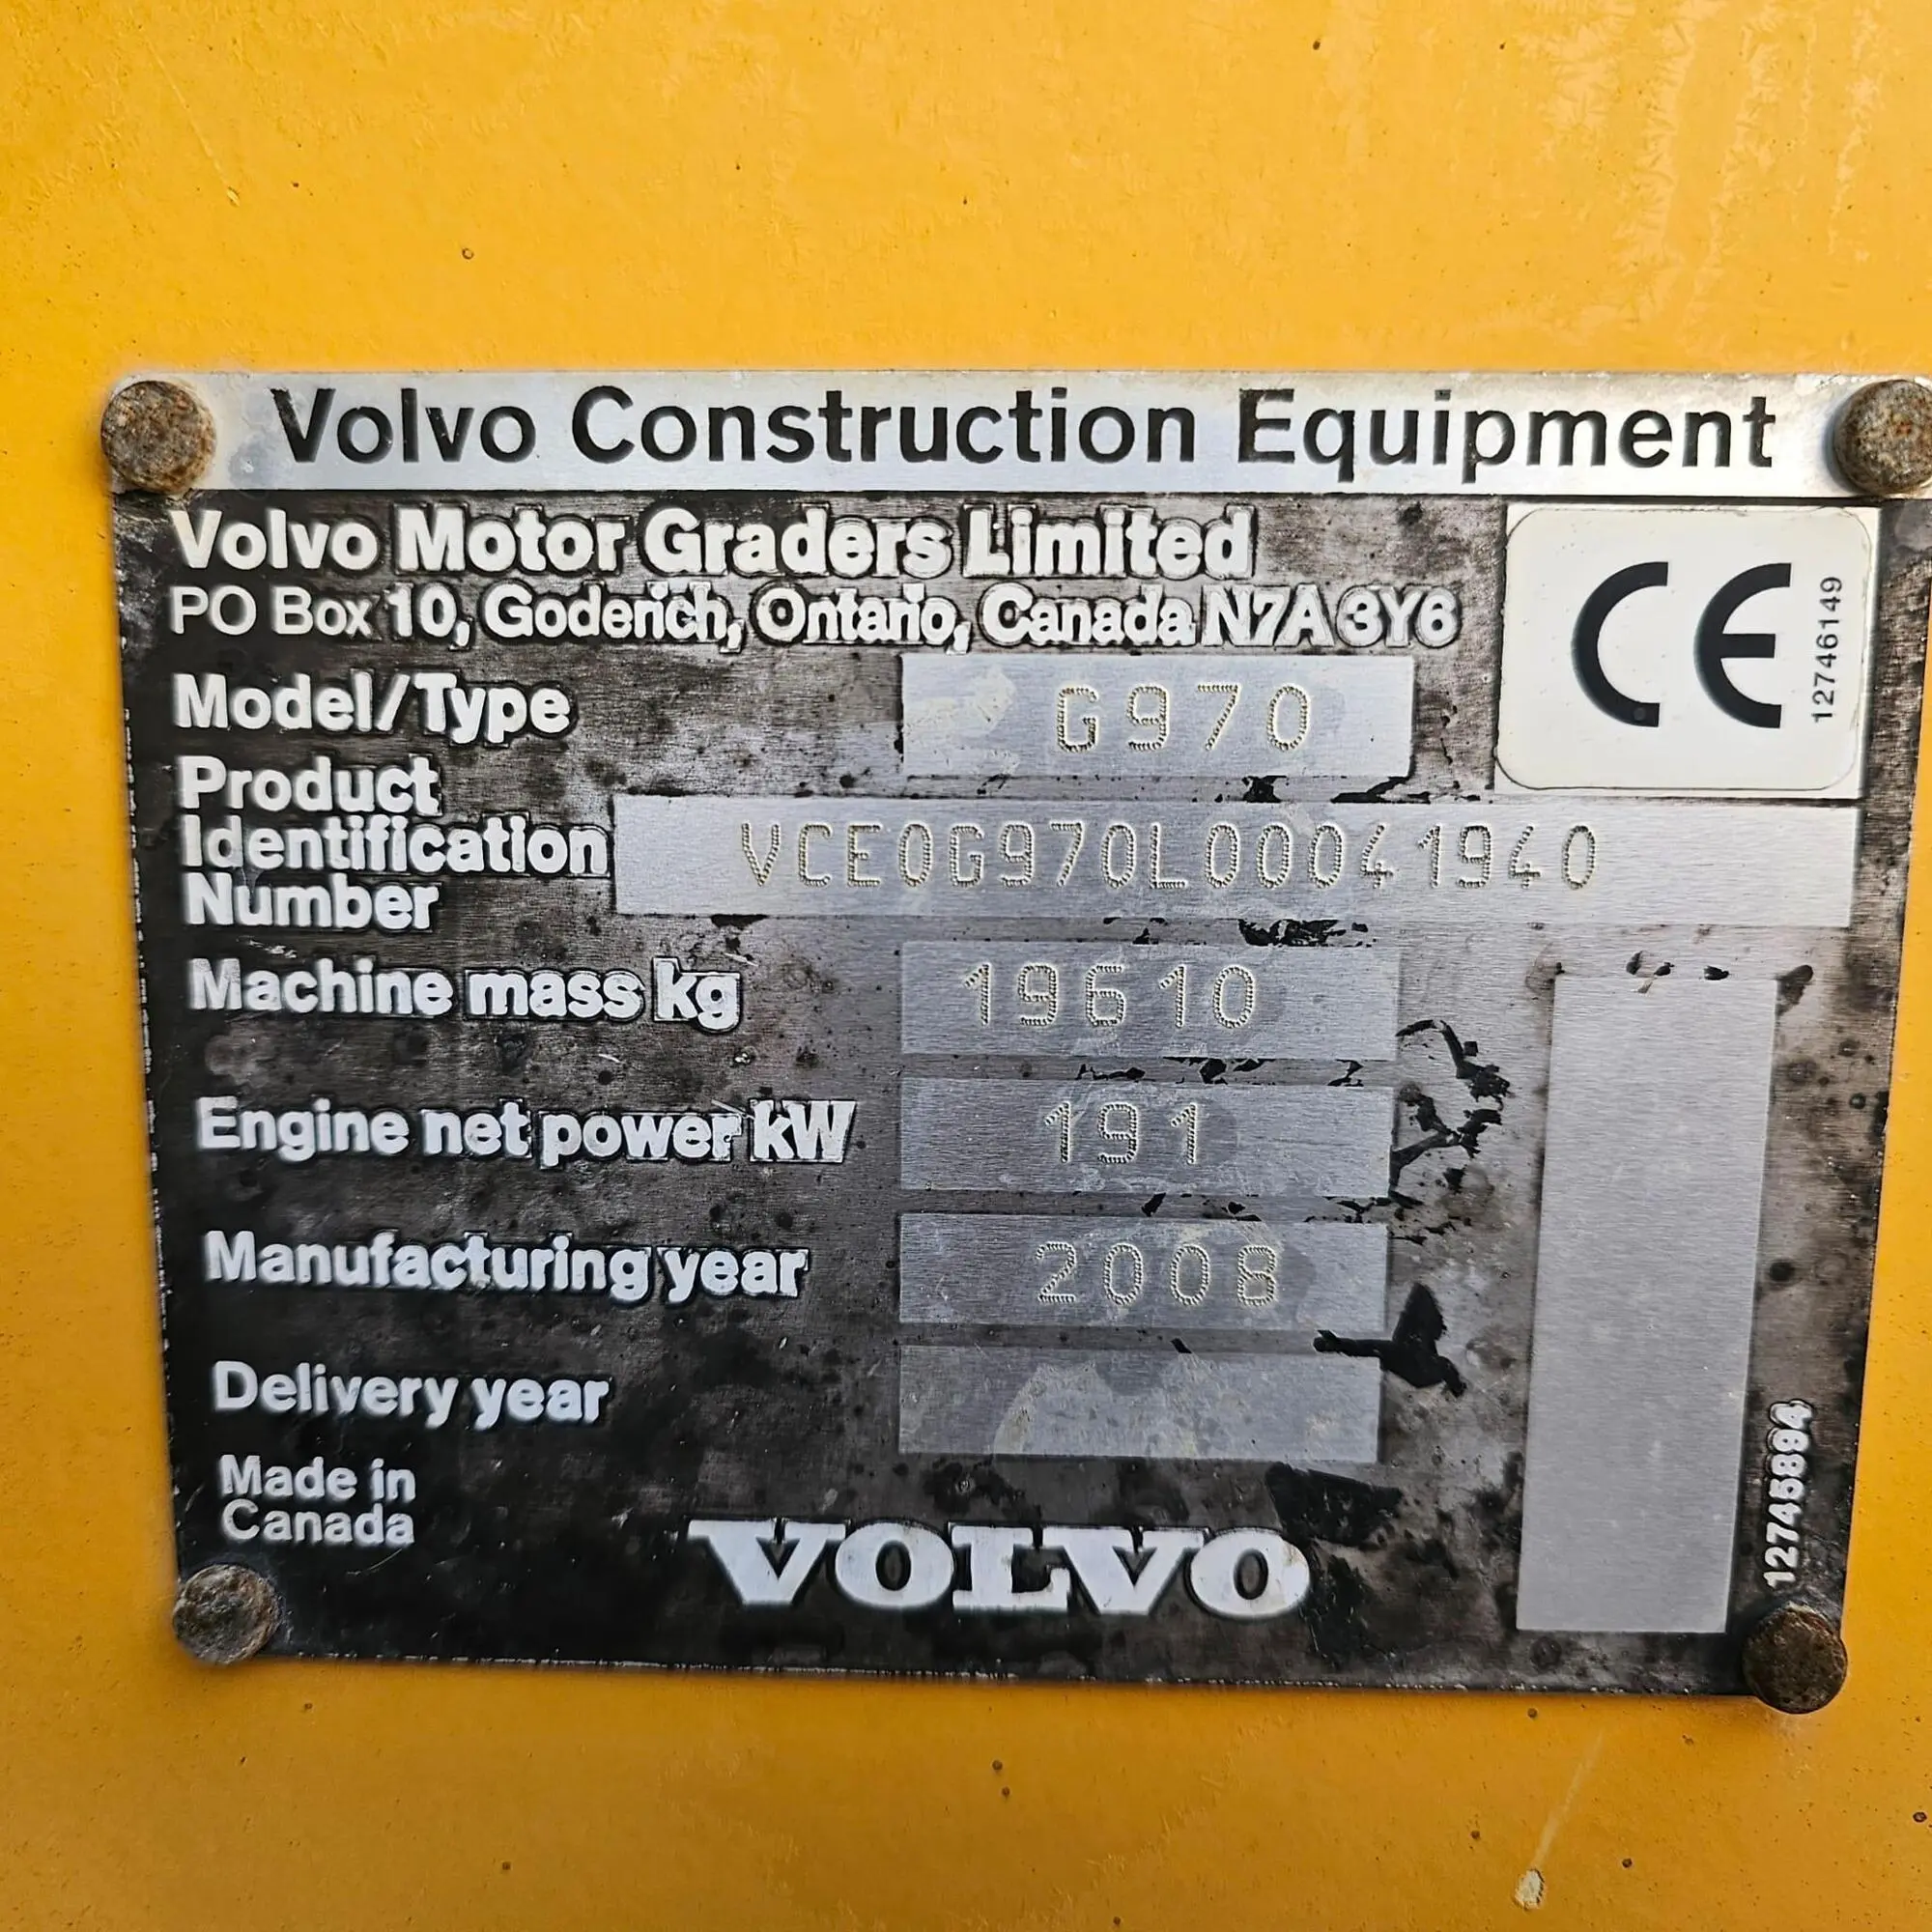 Volvo Construction Equipment
Volvo Motor Graders Limited
PO Box 10, Goderich, Ontario, Canada N7A 3Y6
CE
12746149
Model/Type G970
Product
Identification
Number
VCE0G970L00041940
Machine mass kg 19610
Engine net power kW 191
Manufacturing year 2008
Delivery year
Made in
Canada
VOLVO
12745894